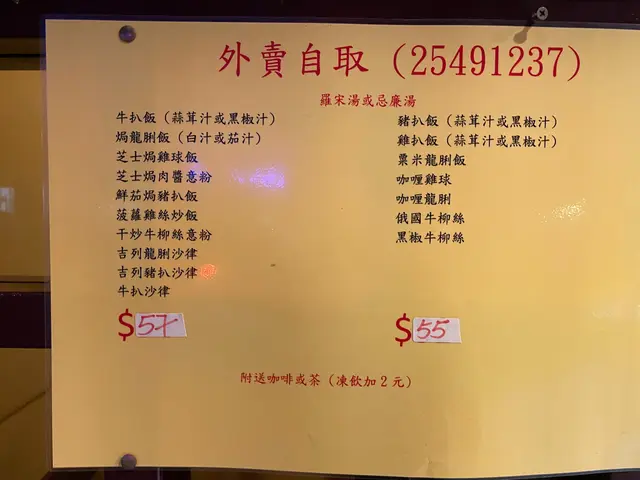 外賣自取 (25491237)
羅宋湯或忌廉湯
牛扒飯 (蒜茸汁或黑椒汁)
焗龍脷飯 (白汁或茄汁)
芝士焗雞球飯
芝士焗肉醬意粉
鮮茄焗豬扒飯
菠蘿雞絲炒飯
干炒牛柳絲意粉
吉列龍脷沙律
吉列豬扒沙律
牛扒沙律
$57
豬扒飯 (蒜茸汁或黑椒汁)
雞扒飯 (蒜茸汁或黑椒汁)
粟米龍脷飯
咖喱雞球
咖喱龍脷
俄國牛柳絲
黑椒牛柳絲
$55
附送咖啡或茶 (凍飲加2元)